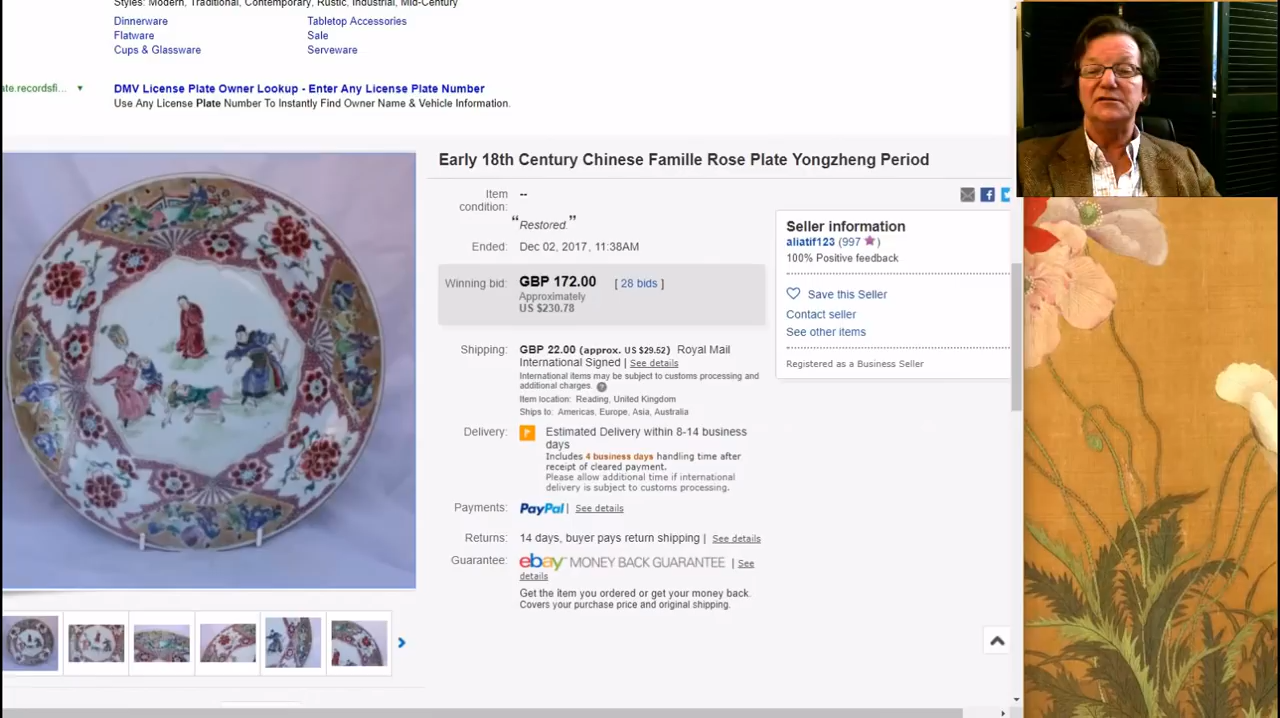 Styles: Modern, Traditional, Contemporary, Rustic, Industrial, Mid-Century
Dinnerware Tabletop Accessories
Flatware Sale
Cups & Glassware Serveware
ate.recordsfi... DMV License Plate Owner Lookup - Enter Any License Plate Number
Use Any License Plate Number To Instantly Find Owner Name & Vehicle Information.
Early 18th Century Chinese Famille Rose Plate Yongzheng Period
Item condition: --
“Restored.”
Ended: Dec 02, 2017, 11:38AM
Winning bid: GBP 172.00 [ 28 bids ]
Approximately
US $230.78
Shipping: GBP 22.00 (approx. US $29.52) Royal Mail
International Signed | See details
International items may be subject to customs processing and
additional charges. ?
Item location: Reading, United Kingdom
Ships to: Americas, Europe, Asia, Australia
Delivery: Estimated Delivery within 8-14 business
days
Includes 4 business days handling time after
receipt of cleared payment.
Please allow additional time if international
delivery is subject to customs processing.
Payments: PayPal | See details
Returns: 14 days, buyer pays return shipping | See details
Guarantee: ebay MONEY BACK GUARANTEE | See
details
Get the item you ordered or get your money back.
Covers your purchase price and original shipping.
Seller information
aliatif123 (997 )
100% Positive feedback
Save this Seller
Contact seller
See other items
Registered as a Business Seller